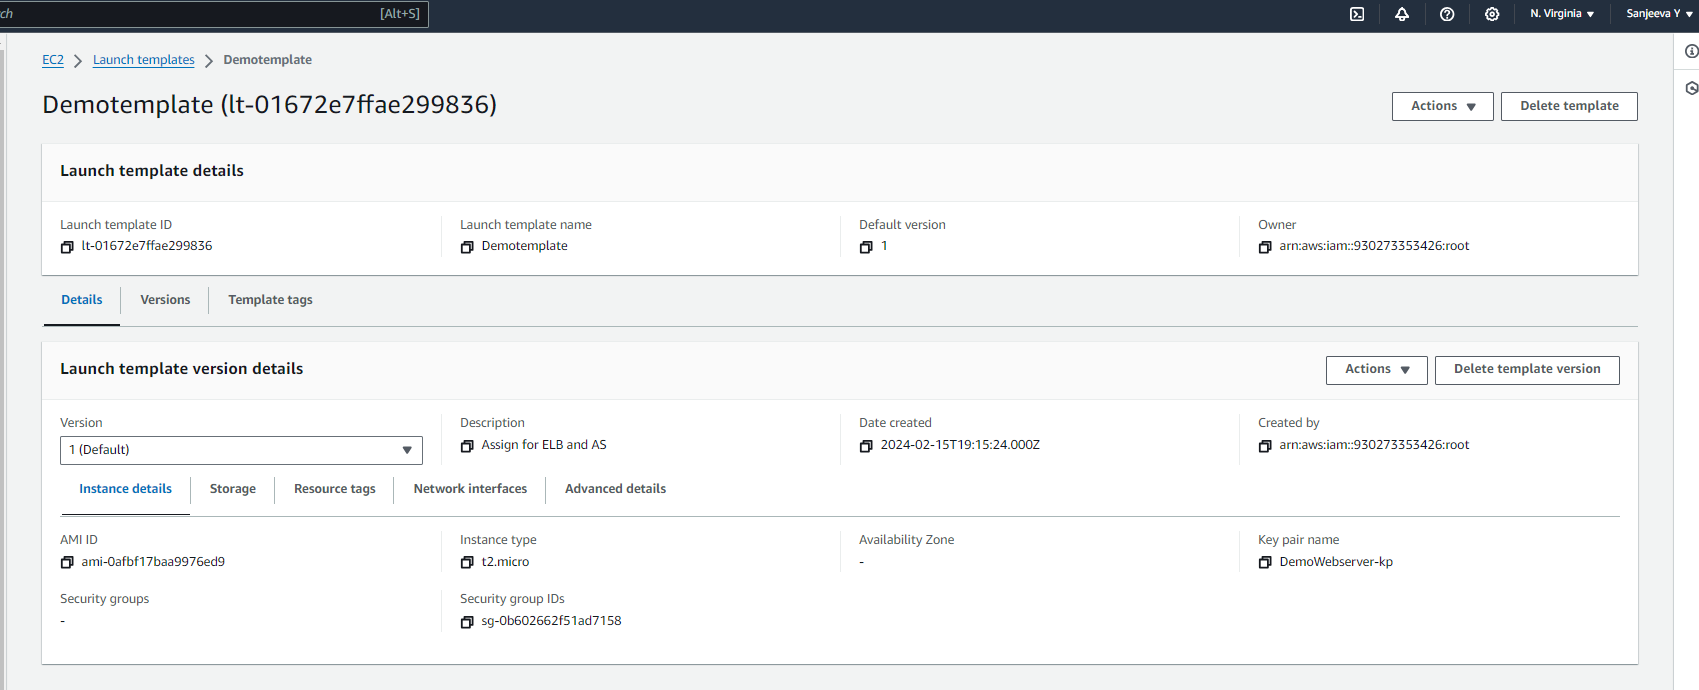 ch [Alt+S] N. Virginia Sanjeeva Y
EC2 Launch templates Demotemplate
Demotemplate (lt-01672e7ffae299836)
Actions Delete template
Launch template details
Launch template ID Launch template name Default version Owner
lt-01672e7ffae299836 Demotemplate 1 arn:aws:iam::930273353426:root
Details Versions Template tags
Launch template version details
Actions Delete template version
Version Description Date created Created by
1 (Default) Assign for ELB and AS 2024-02-15T19:15:24.000Z arn:aws:iam::930273353426:root
Instance details Storage Resource tags Network interfaces Advanced details
AMI ID Instance type Availability Zone Key pair name
ami-0afbf17baa9976ed9 t2.micro - DemoWebserver-kp
Security groups Security group IDs
- sg-0b602662f51ad7158